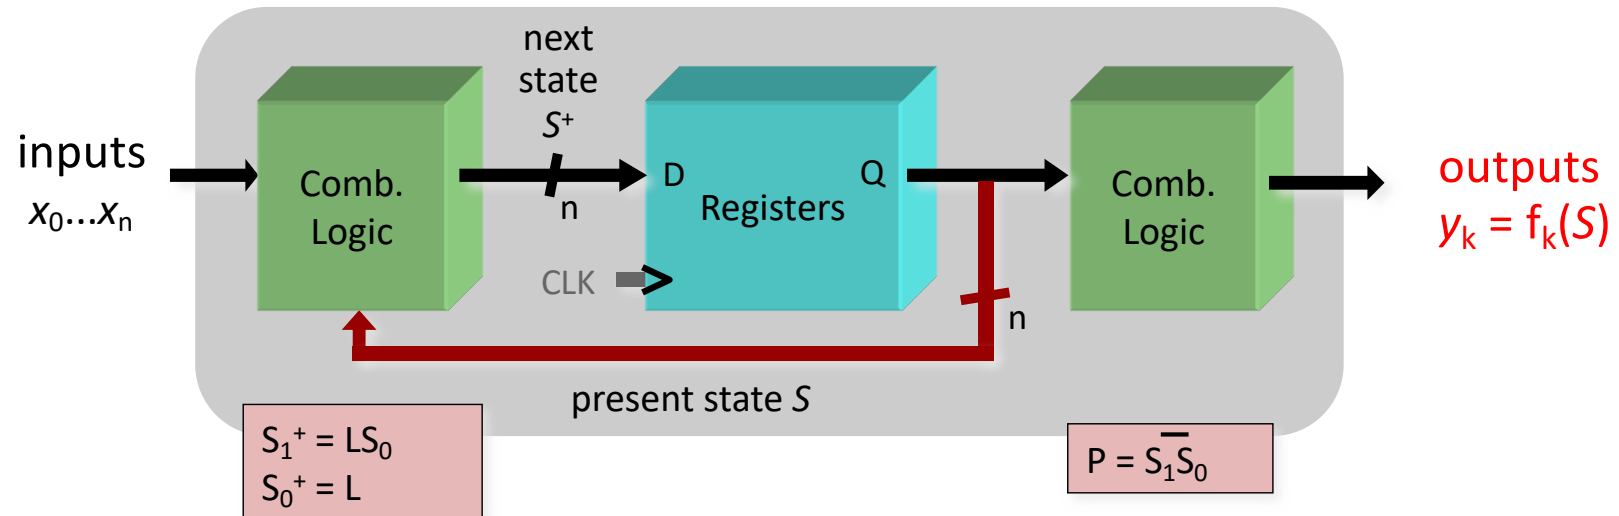 next
state
S⁺
inputs
x₀...xₙ
Comb.
Logic
n
D
Q
Registers
CLK
Comb.
Logic
outputs
yₖ = fₖ(S)
n
present state S
S₁⁺ = LS₀
S₀⁺ = L
P = S̅₁S₀